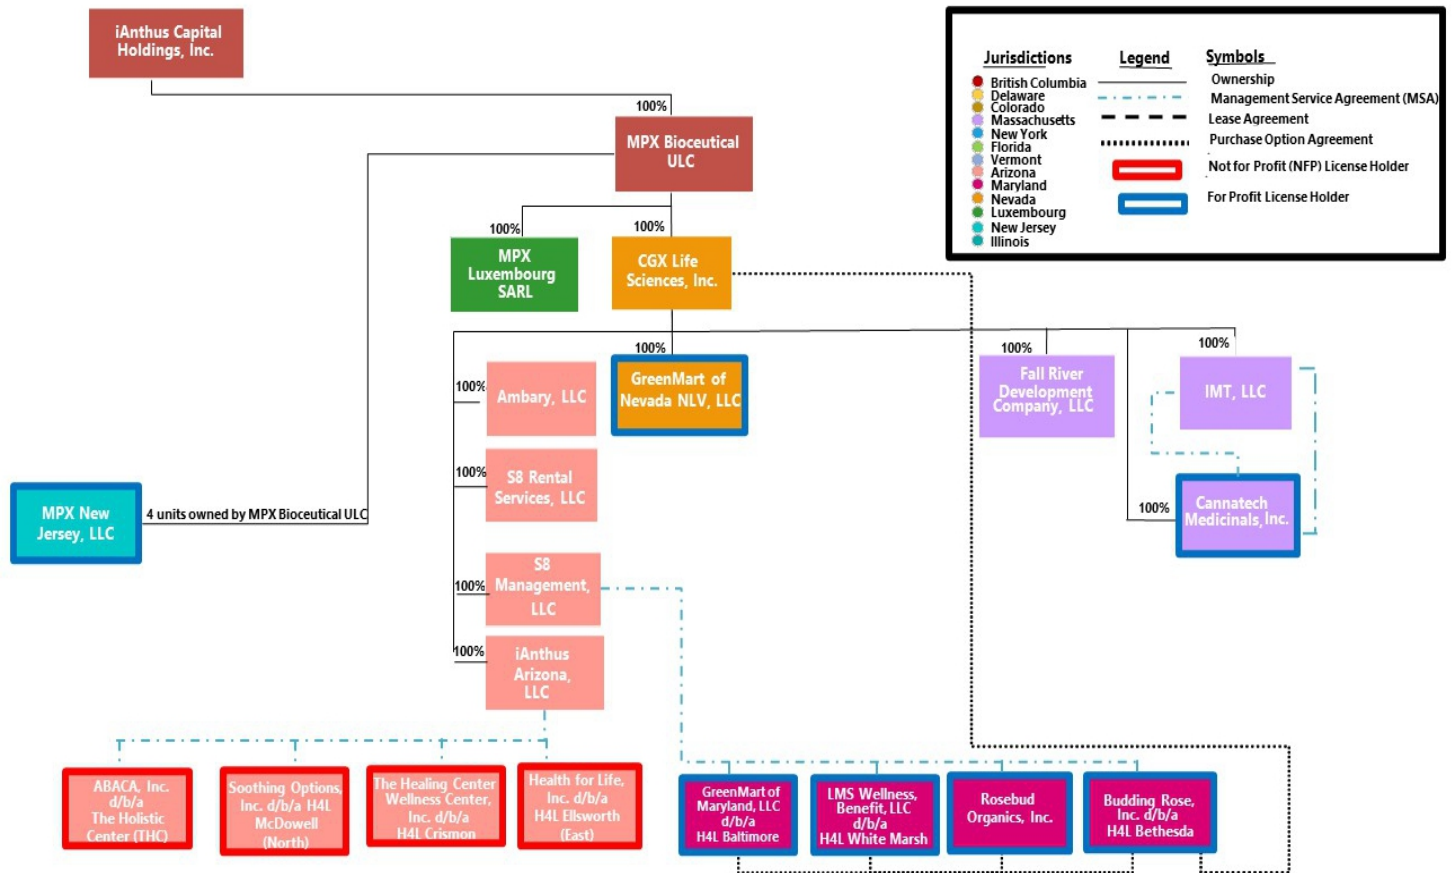 iAnthus Capital
Holdings, Inc.
Jurisdictions
Legend
Symbols
British Columbia
Delaware
Colorado
Massachusetts
New York
Florida
Vermont
Arizona
Maryland
Nevada
Luxembourg
New Jersey
Illinois
Ownership
Management Service Agreement (MSA)
Lease Agreement
Purchase Option Agreement
Not for Profit (NFP) License Holder
For Profit License Holder
100%
MPX Bioceutical
ULC
100%
100%
MPX
Luxembourg
SARL
CGX Life
Sciences, Inc.
100%
100%
100%
100%
Ambary, LLC
GreenMart of
Nevada NLV, LLC
Fall River
Development
Company, LLC
IMT, LLC
100%
S8 Rental
Services, LLC
MPX New
Jersey, LLC
4 units owned by MPX Bioceutical ULC
100%
Cannatech
Medicinals, Inc.
100%
S8
Management,
LLC
100%
iAnthus
Arizona,
LLC
ABACA, Inc.
d/b/a
The Holistic
Center (THC)
Soothing Options,
Inc. d/b/a H4L
McDowell
(North)
The Healing Center
Wellness Center,
Inc. d/b/a
H4L Crismon
Health for Life,
Inc. d/b/a
H4L Ellsworth
(East)
GreenMart of
Maryland, LLC
d/b/a
H4L Baltimore
LMS Wellness,
Benefit, LLC
d/b/a
H4L White Marsh
Rosebud
Organics, Inc.
Budding Rose,
Inc. d/b/a
H4L Bethesda